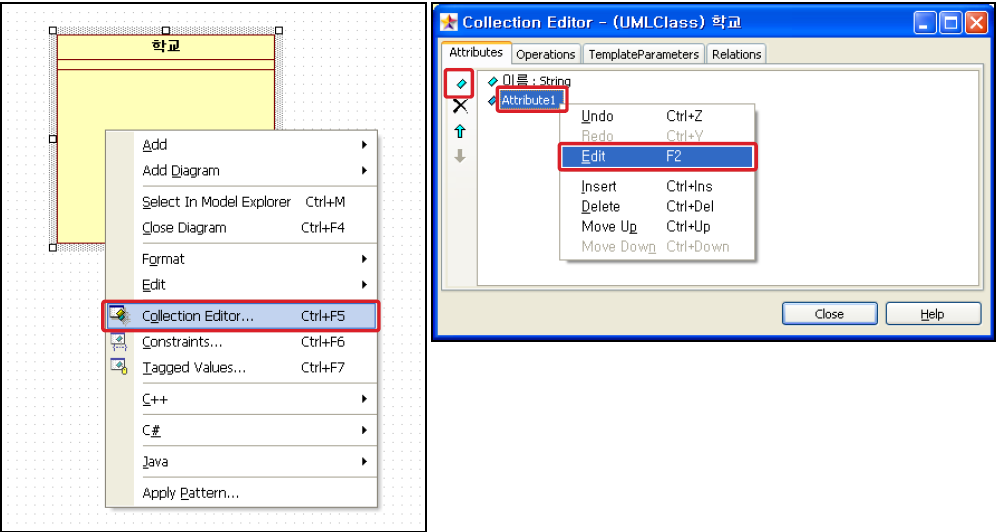 학교
Add
Add Diagram
Select In Model Explorer Ctrl+M
Close Diagram Ctrl+F4
Format
Edit
Collection Editor... Ctrl+F5
Constraints... Ctrl+F6
Tagged Values... Ctrl+F7
C++
C#
Java
Apply Pattern...
Collection Editor - (UMLClass) 학교
Attributes Operations TemplateParameters Relations
이름 : String
Attribute1
Undo Ctrl+Z
Redo Ctrl+Y
Edit F2
Insert Ctrl+Ins
Delete Ctrl+Del
Move Up Ctrl+Up
Move Down Ctrl+Down
Close Help